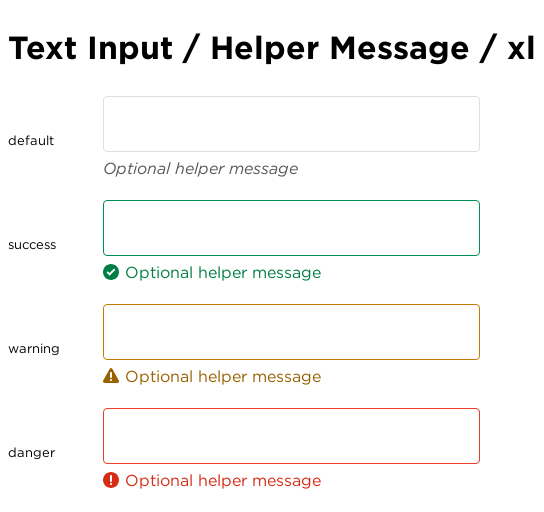 Text Input / Helper Message / xl
default
Optional helper message
success
Optional helper message
warning
Optional helper message
danger
Optional helper message